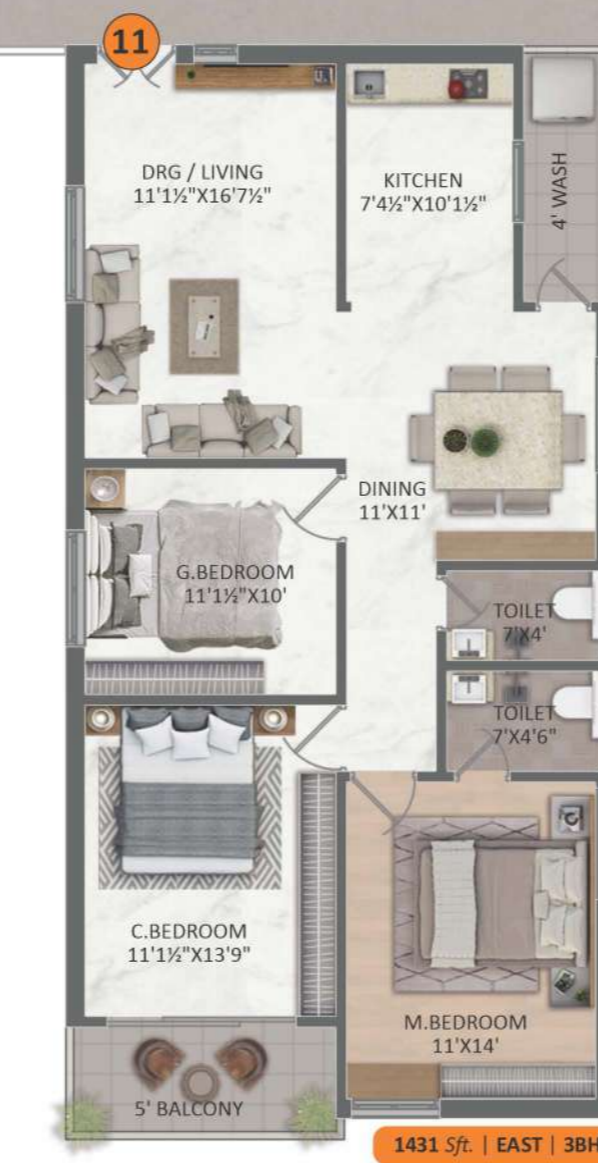 11
DRG / LIVING
11'1½"X16'7½"
KITCHEN
7'4½"X10'1½"
4' WASH
DINING
11'X11'
G.BEDROOM
11'1½"X10'
TOILET
7'X4'
TOILET
7'X4'6"
C.BEDROOM
11'1½"X13'9"
M.BEDROOM
11'X14'
5' BALCONY
1431 Sft. | EAST | 3BH